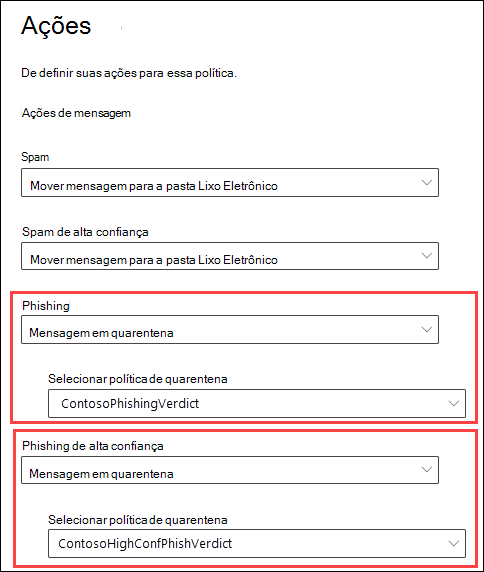 Ações
De definir suas ações para essa política.
Ações de mensagem
Spam
Mover mensagem para a pasta Lixo Eletrônico
Spam de alta confiança
Mover mensagem para a pasta Lixo Eletrônico
Phishing
Mensagem em quarentena
Selecionar política de quarentena
ContosoPhishingVerdict
Phishing de alta confiança
Mensagem em quarentena
Selecionar política de quarentena
ContosoHighConfPhishVerdict